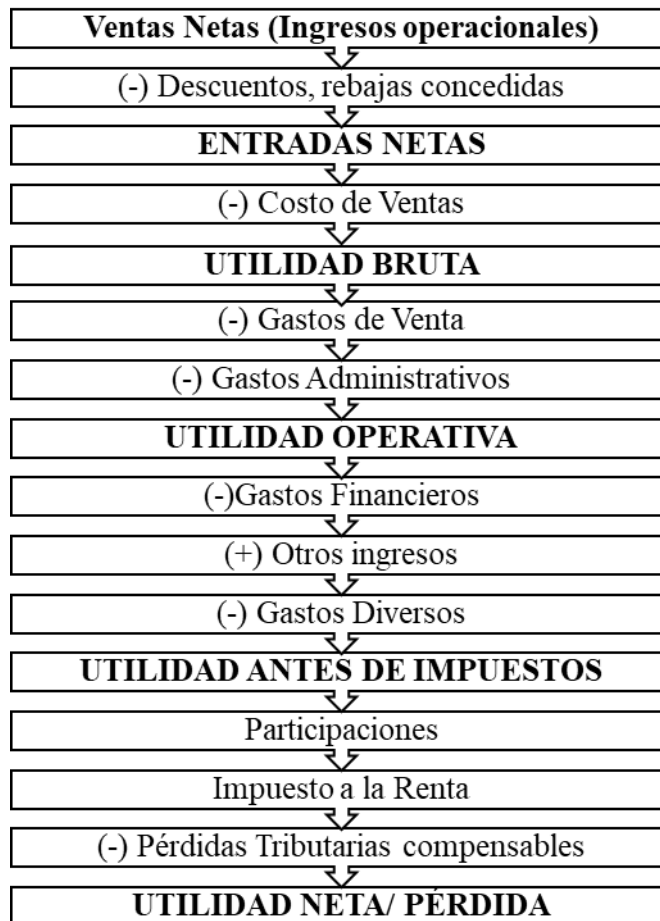 Ventas Netas (Ingresos operacionales)
(-) Descuentos, rebajas concedidas
ENTRADAS NETAS
(-) Costo de Ventas
UTILIDAD BRUTA
(-) Gastos de Venta
(-) Gastos Administrativos
UTILIDAD OPERATIVA
(-)Gastos Financieros
(+) Otros ingresos
(-) Gastos Diversos
UTILIDAD ANTES DE IMPUESTOS
Participaciones
Impuesto a la Renta
(-) Pérdidas Tributarias compensables
UTILIDAD NETA/ PÉRDIDA